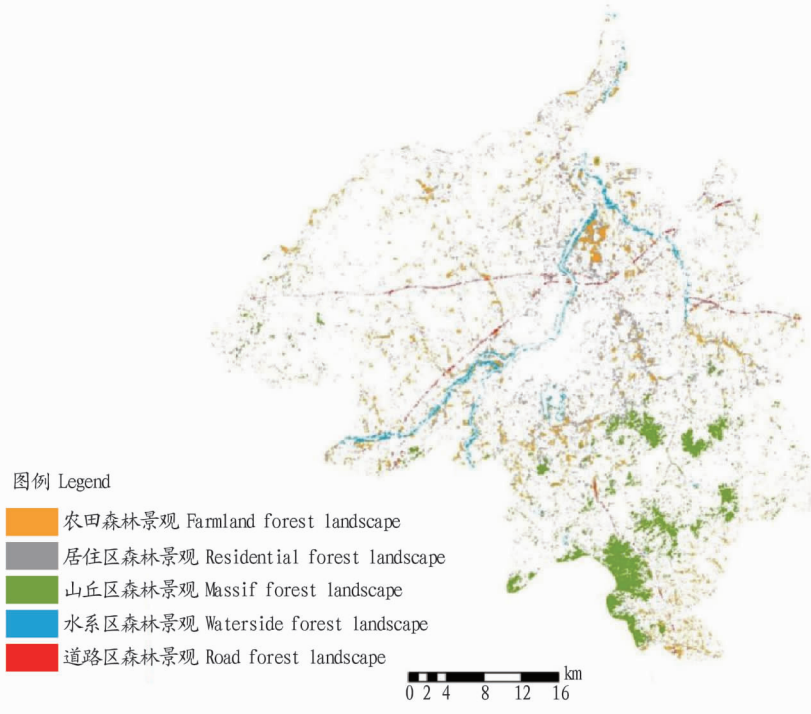 图例 Legend
农田森林景观 Farmland forest landscape
居住区森林景观 Residential forest landscape
山丘区森林景观 Massif forest landscape
水系区森林景观 Waterside forest landscape
道路区森林景观 Road forest landscape
km
0 2 4 8 12 16